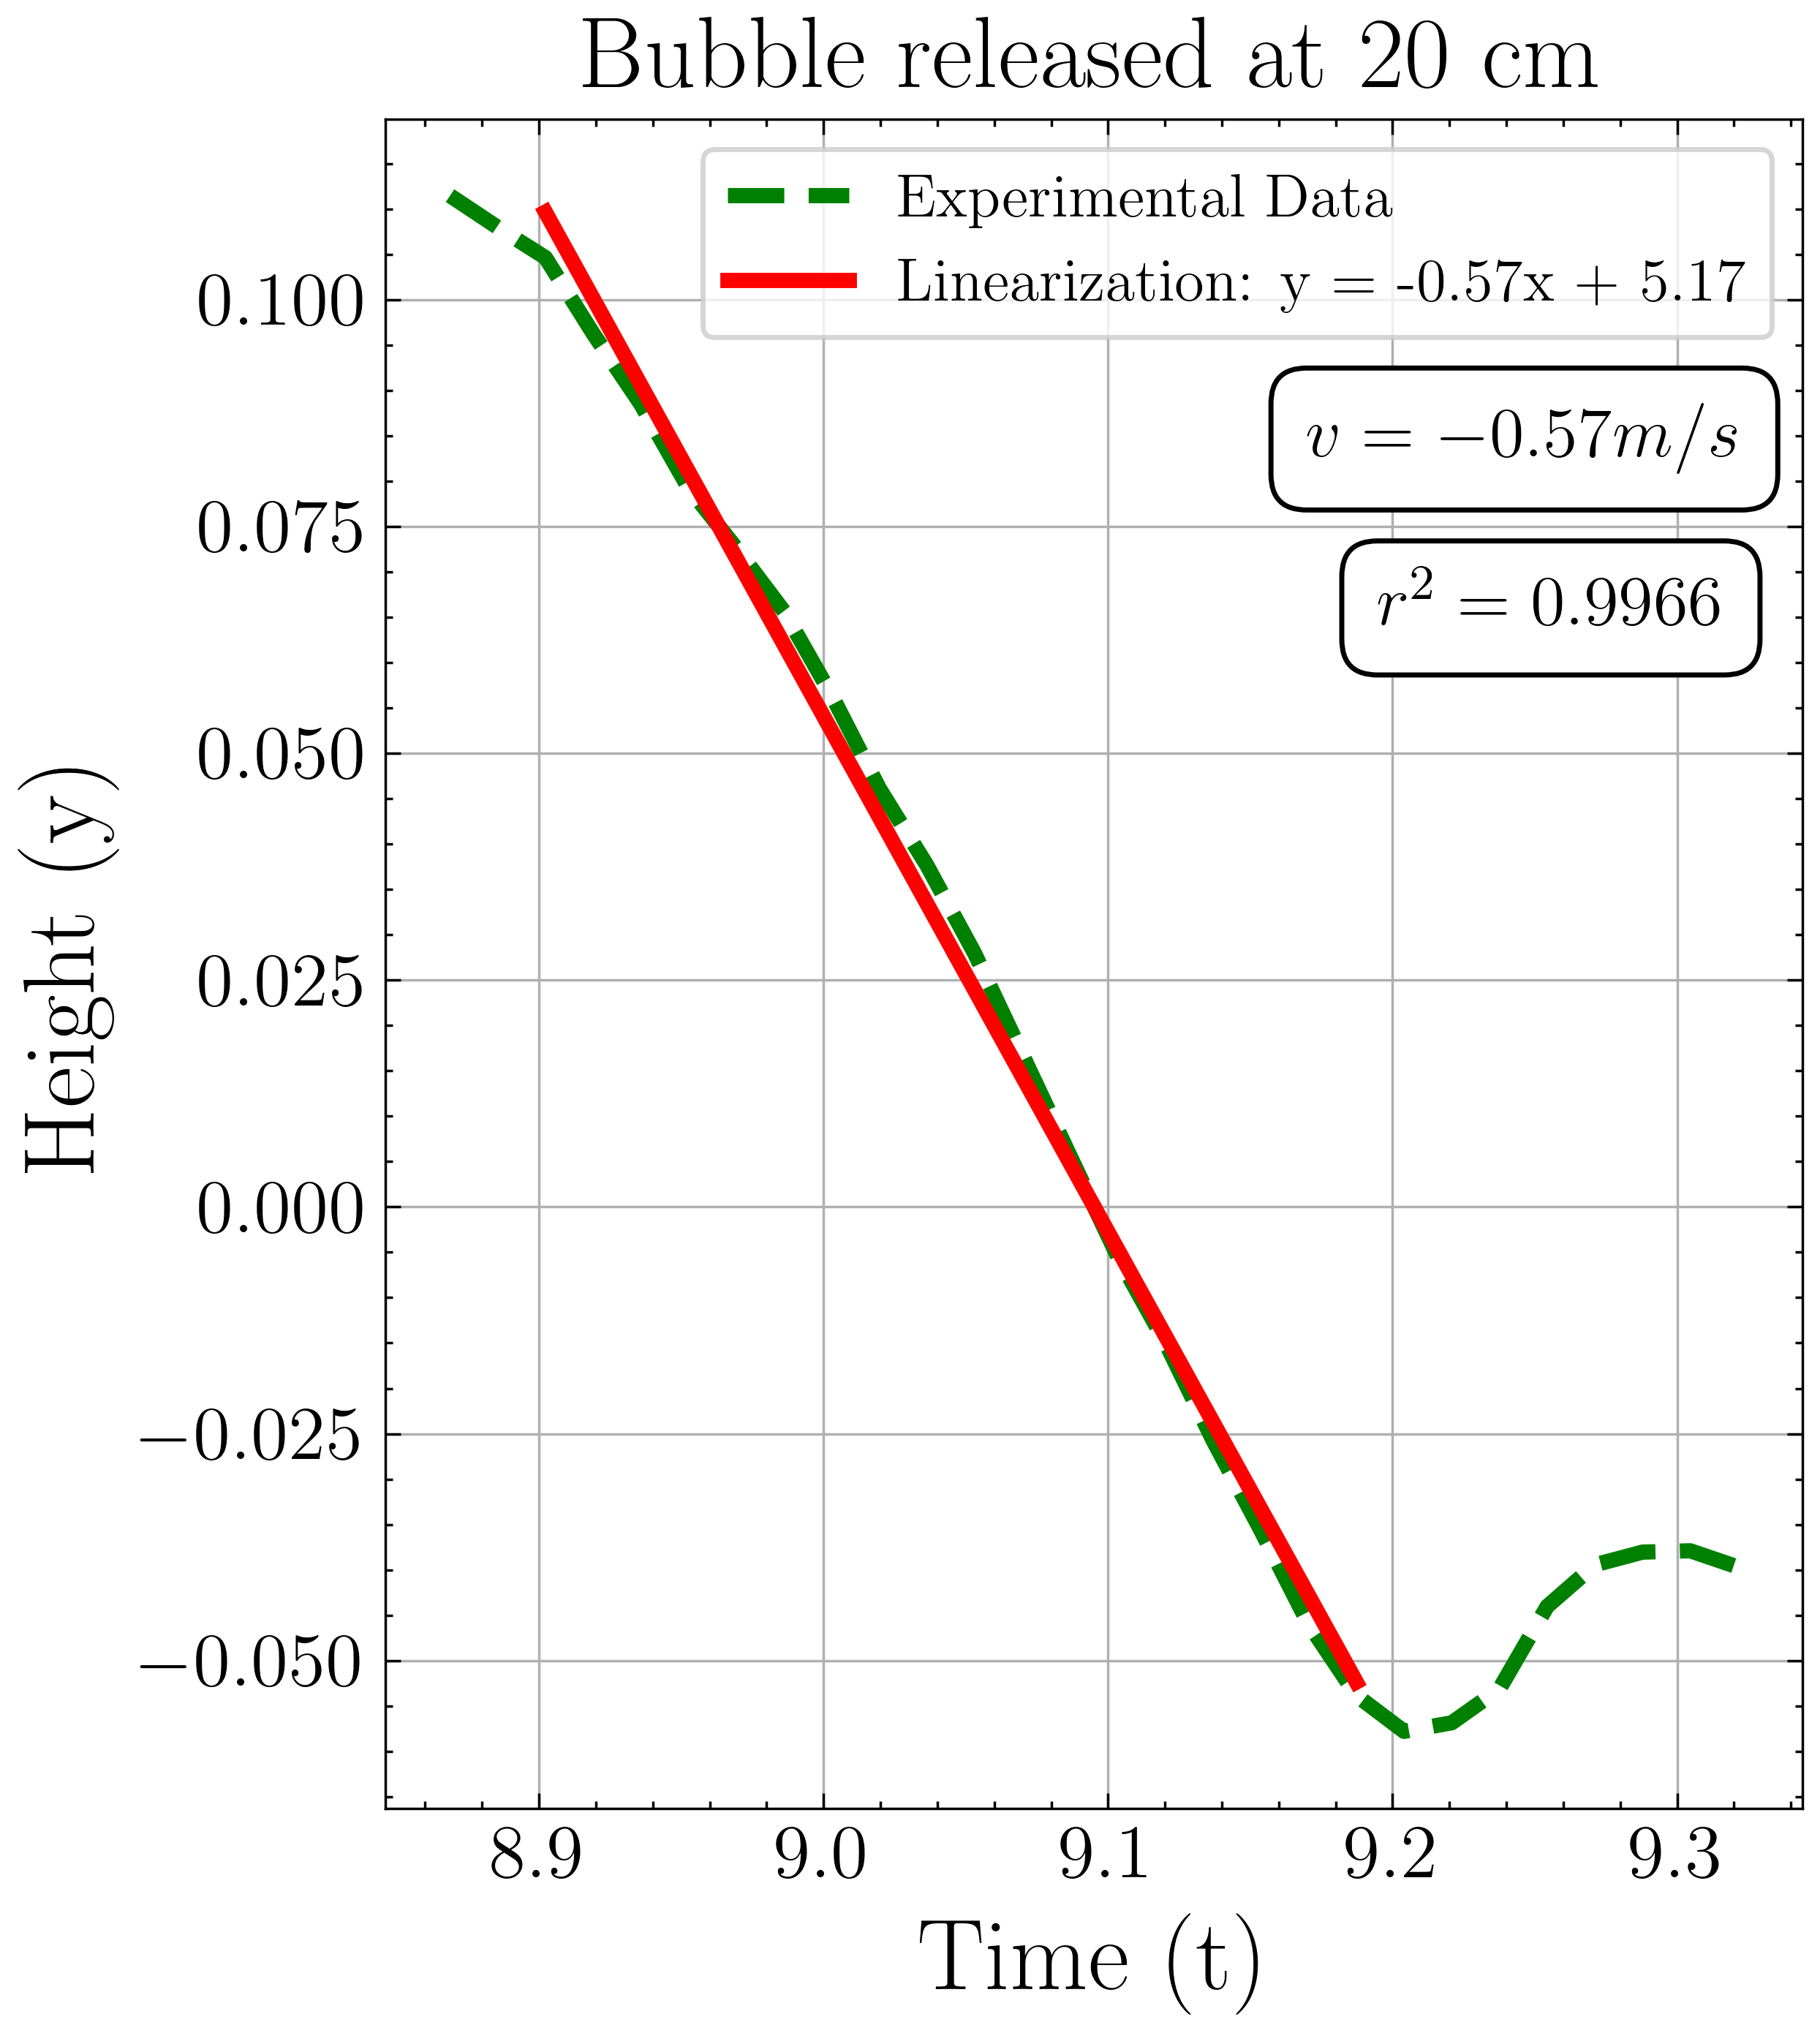 Bubble released at 20 cm
Experimental Data
Linearization: y = -0.57x + 5.17
v = −0.57m/s
r² = 0.9966
Height (y)
0.100
0.075
0.050
0.025
0.000
−0.025
−0.050
8.9 9.0 9.1 9.2 9.3
Time (t)